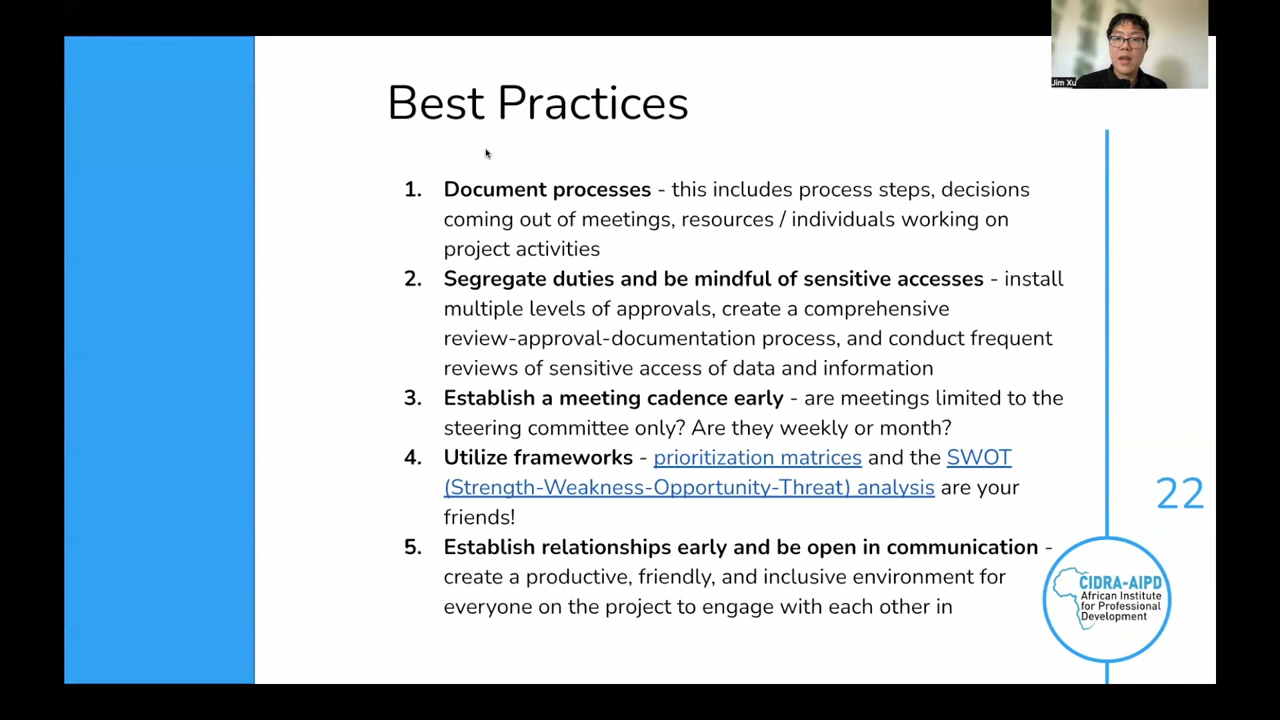 Jim Xu
Best Practices
1. Document processes - this includes process steps, decisions
coming out of meetings, resources / individuals working on
project activities
2. Segregate duties and be mindful of sensitive accesses - install
multiple levels of approvals, create a comprehensive
review-approval-documentation process, and conduct frequent
reviews of sensitive access of data and information
3. Establish a meeting cadence early - are meetings limited to the
steering committee only? Are they weekly or month?
4. Utilize frameworks - prioritization matrices and the SWOT
(Strength-Weakness-Opportunity-Threat) analysis are your
friends!
5. Establish relationships early and be open in communication -
create a productive, friendly, and inclusive environment for
everyone on the project to engage with each other in
22
CIDRA-AIPD
African Institute
for Professional
Development